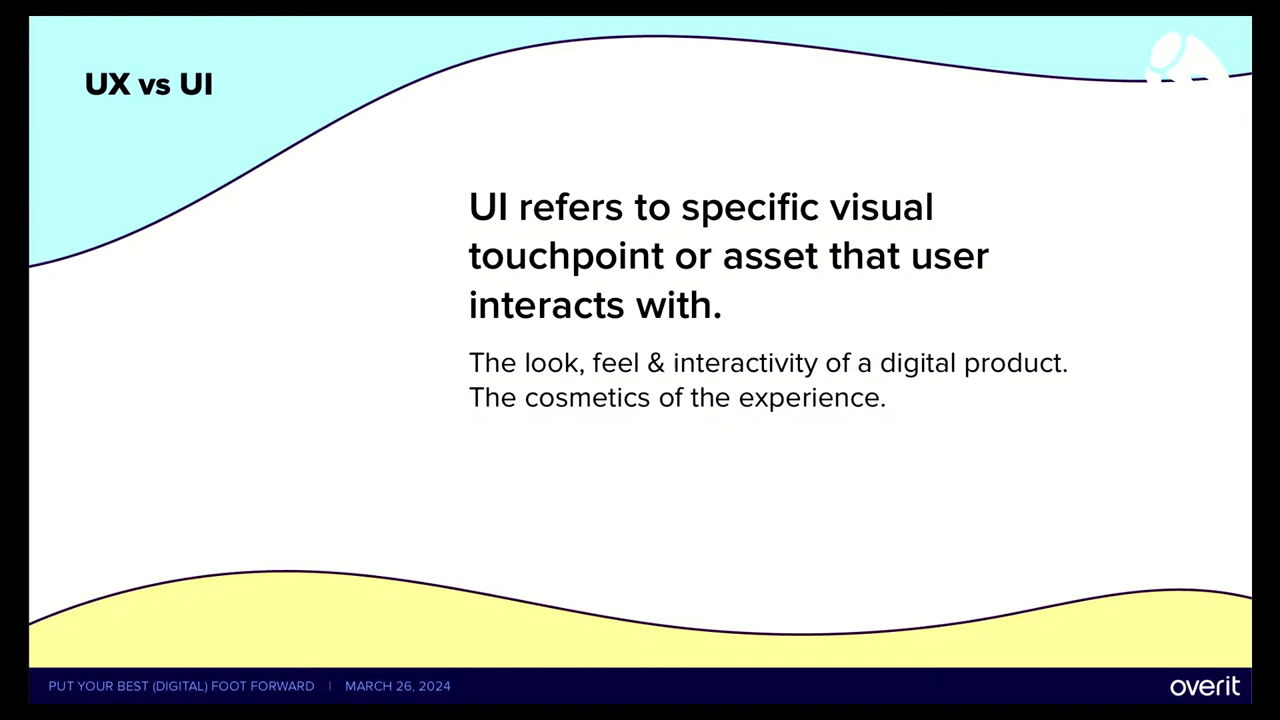 UX vs UI
UI refers to specific visual
touchpoint or asset that user
interacts with.
The look, feel & interactivity of a digital product.
The cosmetics of the experience.
PUT YOUR BEST (DIGITAL) FOOT FORWARD | MARCH 26, 2024
overit